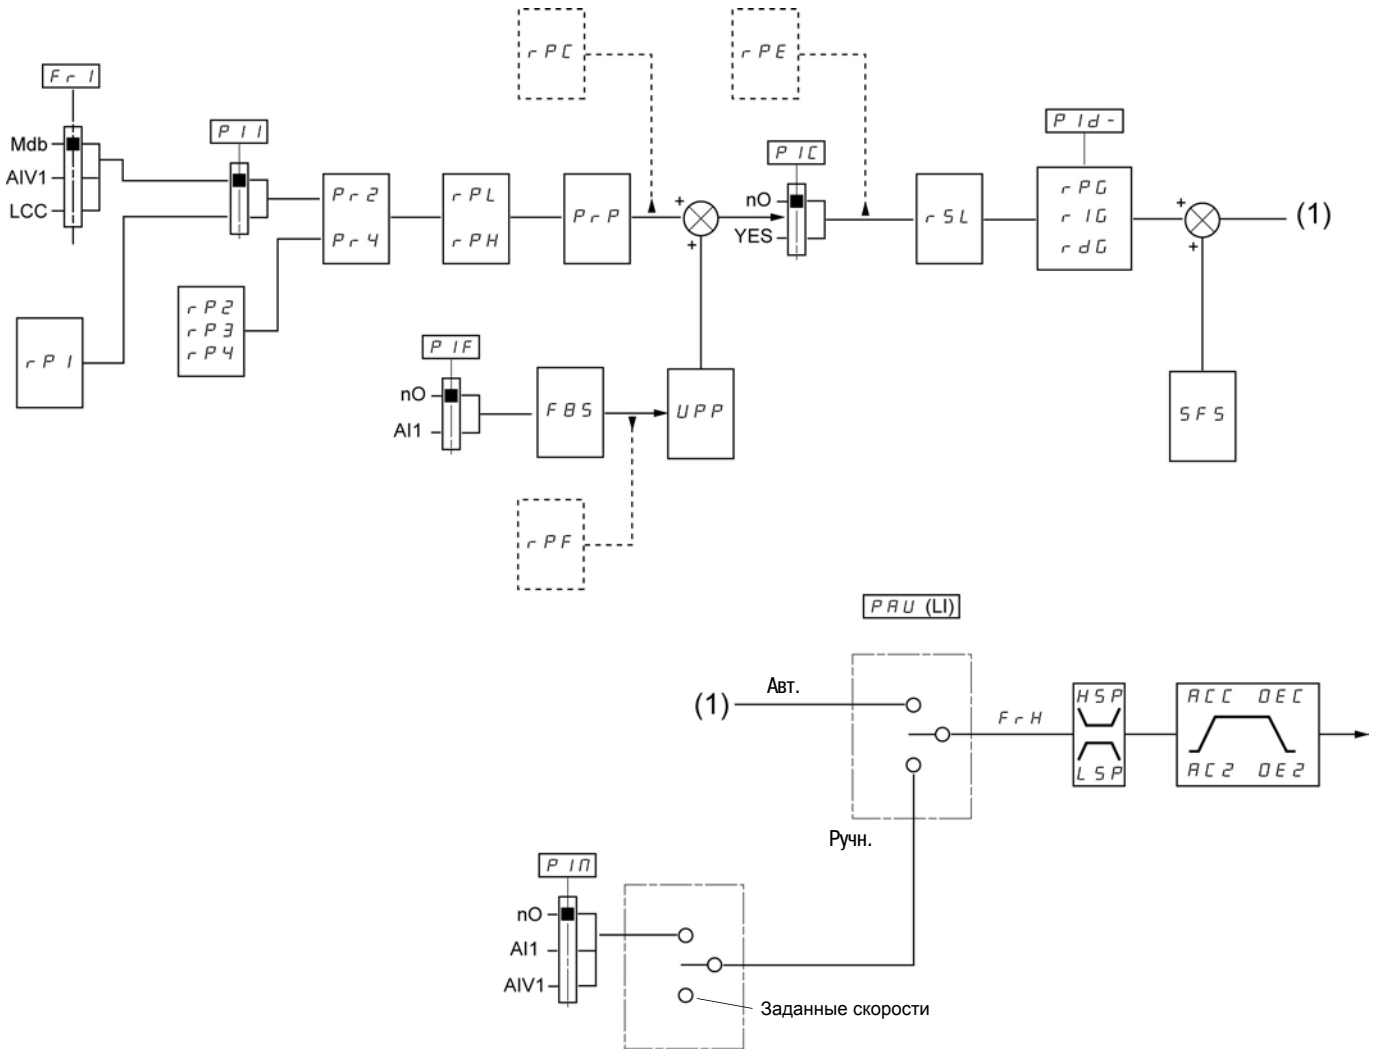 rPC
rPE
Fr1
Mdb
AIV1
LCC
PII
Pr2
Pr4
rPL
rPH
PrP
+
+
PIC
nO
YES
rSL
PId-
rPG
rIG
rdG
+
+
(1)
rP1
rP2
rP3
rP4
PIF
nO
AI1
FBS
UPP
SFS
rPF
PAU (LI)
(1)
Авт.
FrH
HSP
LSP
ACC DEC
AC2 DE2
Ручн.
PIП
nO
AI1
AIV1
Заданные скорости